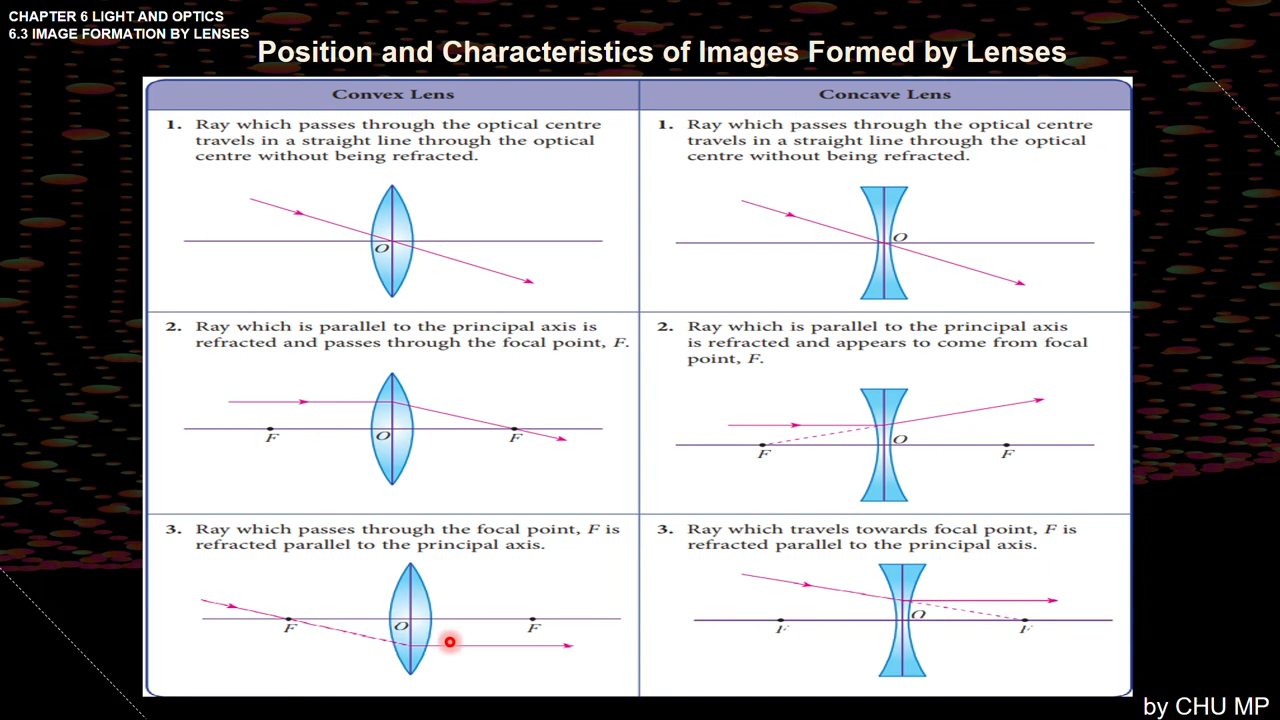 CHAPTER 6 LIGHT AND OPTICS
6.3 IMAGE FORMATION BY LENSES
Position and Characteristics of Images Formed by Lenses
Convex Lens
Concave Lens
1. Ray which passes through the optical centre
travels in a straight line through the optical
centre without being refracted.
O
1. Ray which passes through the optical centre
travels in a straight line through the optical
centre without being refracted.
O
2. Ray which is parallel to the principal axis is
refracted and passes through the focal point, F.
F
O
F
2. Ray which is parallel to the principal axis
is refracted and appears to come from focal
point, F.
F
O
F
3. Ray which passes through the focal point, F is
refracted parallel to the principal axis.
F
O
F
3. Ray which travels towards focal point, F is
refracted parallel to the principal axis.
F
O
F
by CHU MP